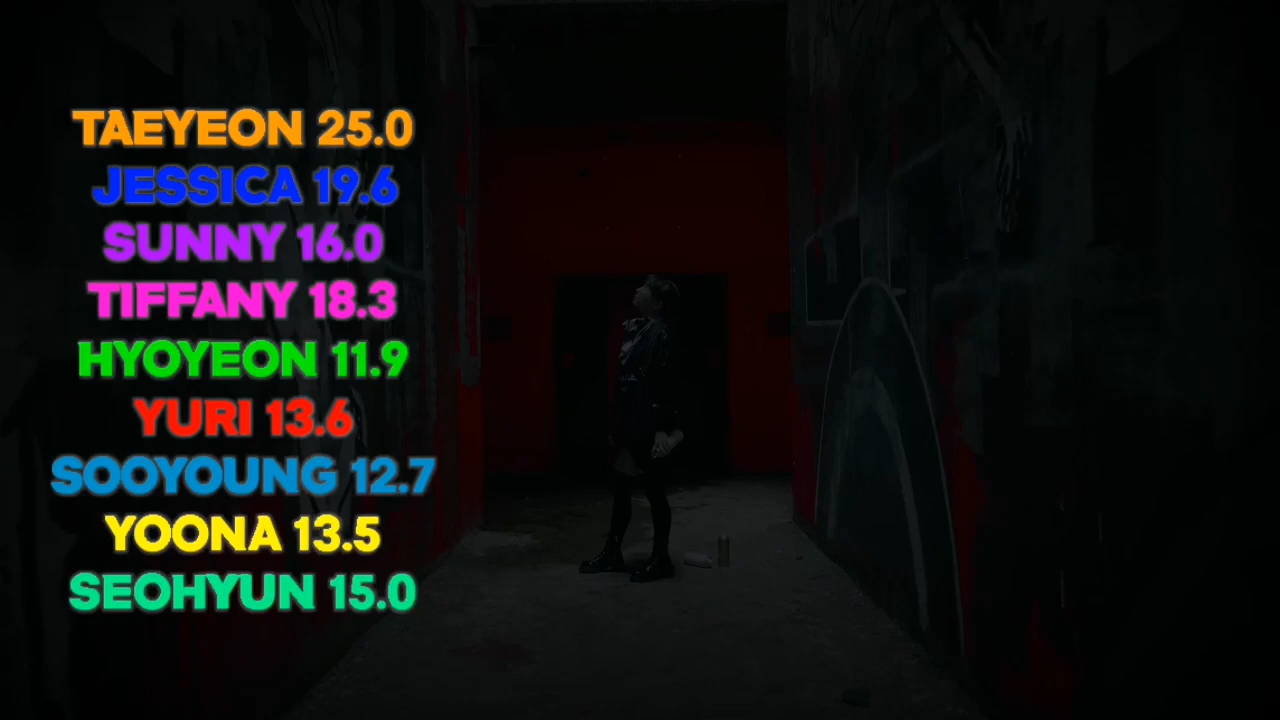 TAEYEON 25.0
JESSICA 19.6
SUNNY 16.0
TIFFANY 18.3
HYOYEON 11.9
YURI 13.6
SOOYOUNG 12.7
YOONA 13.5
SEOHYUN 15.0